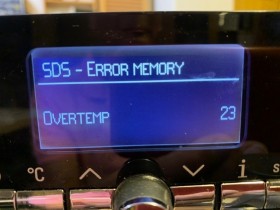 SDS - ERROR MEMORY
OVERTEMP 23
°C i s